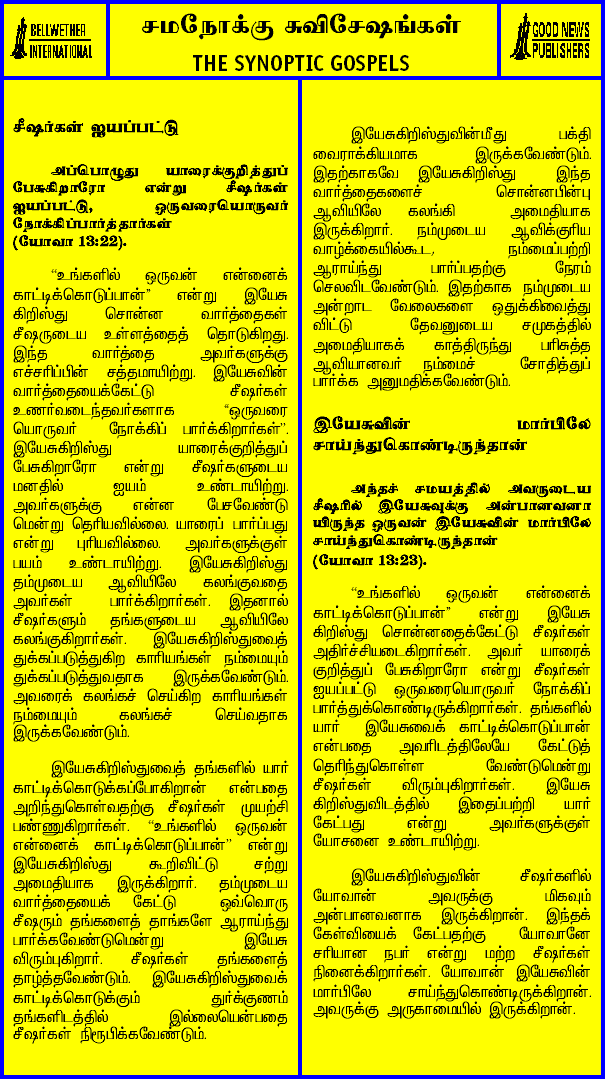 BELLWETHER
INTERNATIONAL
சமநோக்கு சுவிசேஷங்கள்
THE SYNOPTIC GOSPELS
GOOD NEWS
PUBLISHERS
சீஷர்கள் ஐயப்பட்டு
அப்பொழுது யாரைக்குறித்துப்
பேசுகிறாரோ என்று சீஷர்கள்
ஐயப்பட்டு, ஒருவரையொருவர்
நோக்கிப்பார்த்தார்கள்
(யோவா 13:22).
“உங்களில் ஒருவன் என்னைக்
காட்டிக்கொடுப்பான்” என்று இயேசு
கிறிஸ்து சொன்ன வார்த்தைகள்
சீஷருடைய உள்ளத்தைத் தொடுகிறது.
இந்த வார்த்தை அவர்களுக்கு
எச்சரிப்பின் சத்தமாயிற்று. இயேசுவின்
வார்த்தையைக்கேட்டு சீஷர்கள்
உணர்வடைந்தவர்களாக “ஒருவரை
யொருவர் நோக்கிப் பார்க்கிறார்கள்”.
இயேசுகிறிஸ்து யாரைக்குறித்துப்
பேசுகிறாரோ என்று சீஷர்களுடைய
மனதில் ஐயம் உண்டாயிற்று.
அவர்களுக்கு என்ன பேசவேண்டு
மென்று தெரியவில்லை. யாரைப் பார்ப்பது
என்று புரியவில்லை. அவர்களுக்குள்
பயம் உண்டாயிற்று. இயேசுகிறிஸ்து
தம்முடைய ஆவியிலே கலங்குவதை
அவர்கள் பார்க்கிறார்கள். இதனால்
சீஷர்களும் தங்களுடைய ஆவியிலே
கலங்குகிறார்கள். இயேசுகிறிஸ்துவைத்
துக்கப்படுத்துகிற காரியங்கள் நம்மையும்
துக்கப்படுத்துவதாக இருக்கவேண்டும்.
அவரைக் கலங்கச் செய்கிற காரியங்கள்
நம்மையும் கலங்கச் செய்வதாக
இருக்கவேண்டும்.
இயேசுகிறிஸ்துவைத் தங்களில் யார்
காட்டிக்கொடுக்கப்போகிறான் என்பதை
அறிந்துகொள்வதற்கு சீஷர்கள் முயற்சி
பண்ணுகிறார்கள். “உங்களில் ஒருவன்
என்னைக் காட்டிக்கொடுப்பான்” என்று
இயேசுகிறிஸ்து கூறிவிட்டு சற்று
அமைதியாக இருக்கிறார். தம்முடைய
வார்த்தையைக் கேட்டு ஒவ்வொரு
சீஷரும் தங்களைத் தாங்களே ஆராய்ந்து
பார்க்கவேண்டுமென்று இயேசு
விரும்புகிறார். சீஷர்கள் தங்களைத்
தாழ்த்தவேண்டும். இயேசுகிறிஸ்துவைக்
காட்டிக்கொடுக்கும் துர்க்குணம்
தங்களிடத்தில் இல்லையென்பதை
சீஷர்கள் நிரூபிக்கவேண்டும்.
இயேசுகிறிஸ்துவின்மீது பக்தி
வைராக்கியமாக இருக்கவேண்டும்.
இதற்காகவே இயேசுகிறிஸ்து இந்த
வார்த்தைகளைச் சொன்னபின்பு
ஆவியிலே கலங்கி அமைதியாக
இருக்கிறார். நம்முடைய ஆவிக்குரிய
வாழ்க்கையில்கூட, நம்மைப்பற்றி
ஆராய்ந்து பார்ப்பதற்கு நேரம்
செலவிடவேண்டும். இதற்காக நம்முடைய
அன்றாட வேலைகளை ஒதுக்கிவைத்து
விட்டு தேவனுடைய சமுகத்தில்
அமைதியாகக் காத்திருந்து பரிசுத்த
ஆவியானவர் நம்மைச் சோதித்துப்
பார்க்க அனுமதிக்கவேண்டும்.
இயேசுவின் மார்பிலே
சாய்ந்துகொண்டிருந்தான்
அந்தச் சமயத்தில் அவருடைய
சீஷரில் இயேசுவுக்கு அன்பானவனா
யிருந்த ஒருவன் இயேசுவின் மார்பிலே
சாய்ந்துகொண்டிருந்தான்
(யோவா 13:23).
“உங்களில் ஒருவன் என்னைக்
காட்டிக்கொடுப்பான்” என்று இயேசு
கிறிஸ்து சொன்னதைக்கேட்டு சீஷர்கள்
அதிர்ச்சியடைகிறார்கள். அவர் யாரைக்
குறித்துப் பேசுகிறாரோ என்று சீஷர்கள்
ஐயப்பட்டு ஒருவரையொருவர் நோக்கிப்
பார்த்துக்கொண்டிருக்கிறார்கள். தங்களில்
யார் இயேசுவைக் காட்டிக்கொடுப்பான்
என்பதை அவரிடத்திலேயே கேட்டுத்
தெரிந்துகொள்ள வேண்டுமென்று
சீஷர்கள் விரும்புகிறார்கள். இயேசு
கிறிஸ்துவிடத்தில் இதைப்பற்றி யார்
கேட்பது என்று அவர்களுக்குள்
யோசனை உண்டாயிற்று.
இயேசுகிறிஸ்துவின் சீஷர்களில்
யோவான் அவருக்கு மிகவும்
அன்பானவனாக இருக்கிறான். இந்தக்
கேள்வியைக் கேட்பதற்கு யோவானே
சரியான நபர் என்று மற்ற சீஷர்கள்
நினைக்கிறார்கள். யோவான் இயேசுவின்
மார்பிலே சாய்ந்துகொண்டிருக்கிறான்.
அவருக்கு அருகாமையில் இருக்கிறான்.